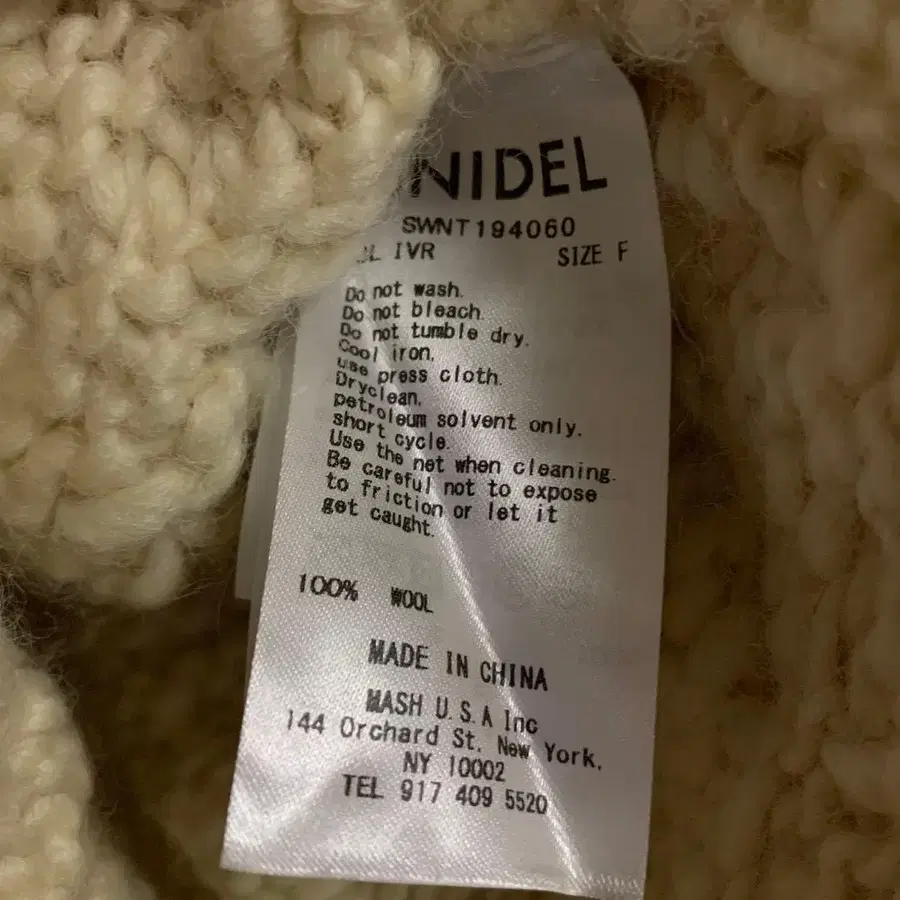 NIDEL
SWNT194060
L IVR SIZE F
Do not wash.
Do not bleach.
Do not tumble dry.
Cool iron.
use press cloth.
Dryclean.
petroleum solvent only.
short cycle.
Use the net when cleaning.
Be careful not to expose
to friction or let it
get caught.
100% WOOL
MADE IN CHINA
MASH U.S.A Inc
144 Orchard St. New York.
NY 10002
TEL 917 409 5520